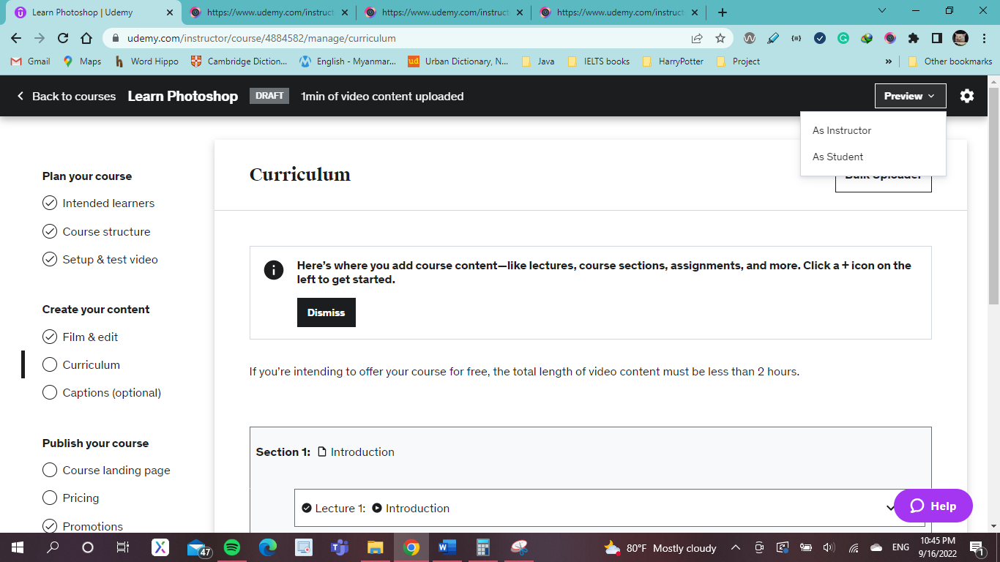 Learn Photoshop | Udemy
https://www.udemy.com/instruct
https://www.udemy.com/instruct
https://www.udemy.com/instruct
udemy.com/instructor/course/4884582/manage/curriculum
Gmail
Maps
Word Hippo
Cambridge Diction...
English - Myanmar...
ud
Urban Dictionary, N...
Java
IELTS books
HarryPotter
Project
»
Other bookmarks
Back to courses
Learn Photoshop
DRAFT
1min of video content uploaded
Preview
As Instructor
As Student
Bulk Uploader
Plan your course
Intended learners
Course structure
Setup & test video
Create your content
Film & edit
Curriculum
Captions (optional)
Publish your course
Course landing page
Pricing
Promotions
Curriculum
Here's where you add course content—like lectures, course sections, assignments, and more. Click a + icon on the
left to get started.
Dismiss
If you're intending to offer your course for free, the total length of video content must be less than 2 hours.
Section 1: Introduction
Lecture 1: Introduction
Help
47
80°F Mostly cloudy
ENG
10:45 PM
9/16/2022
1